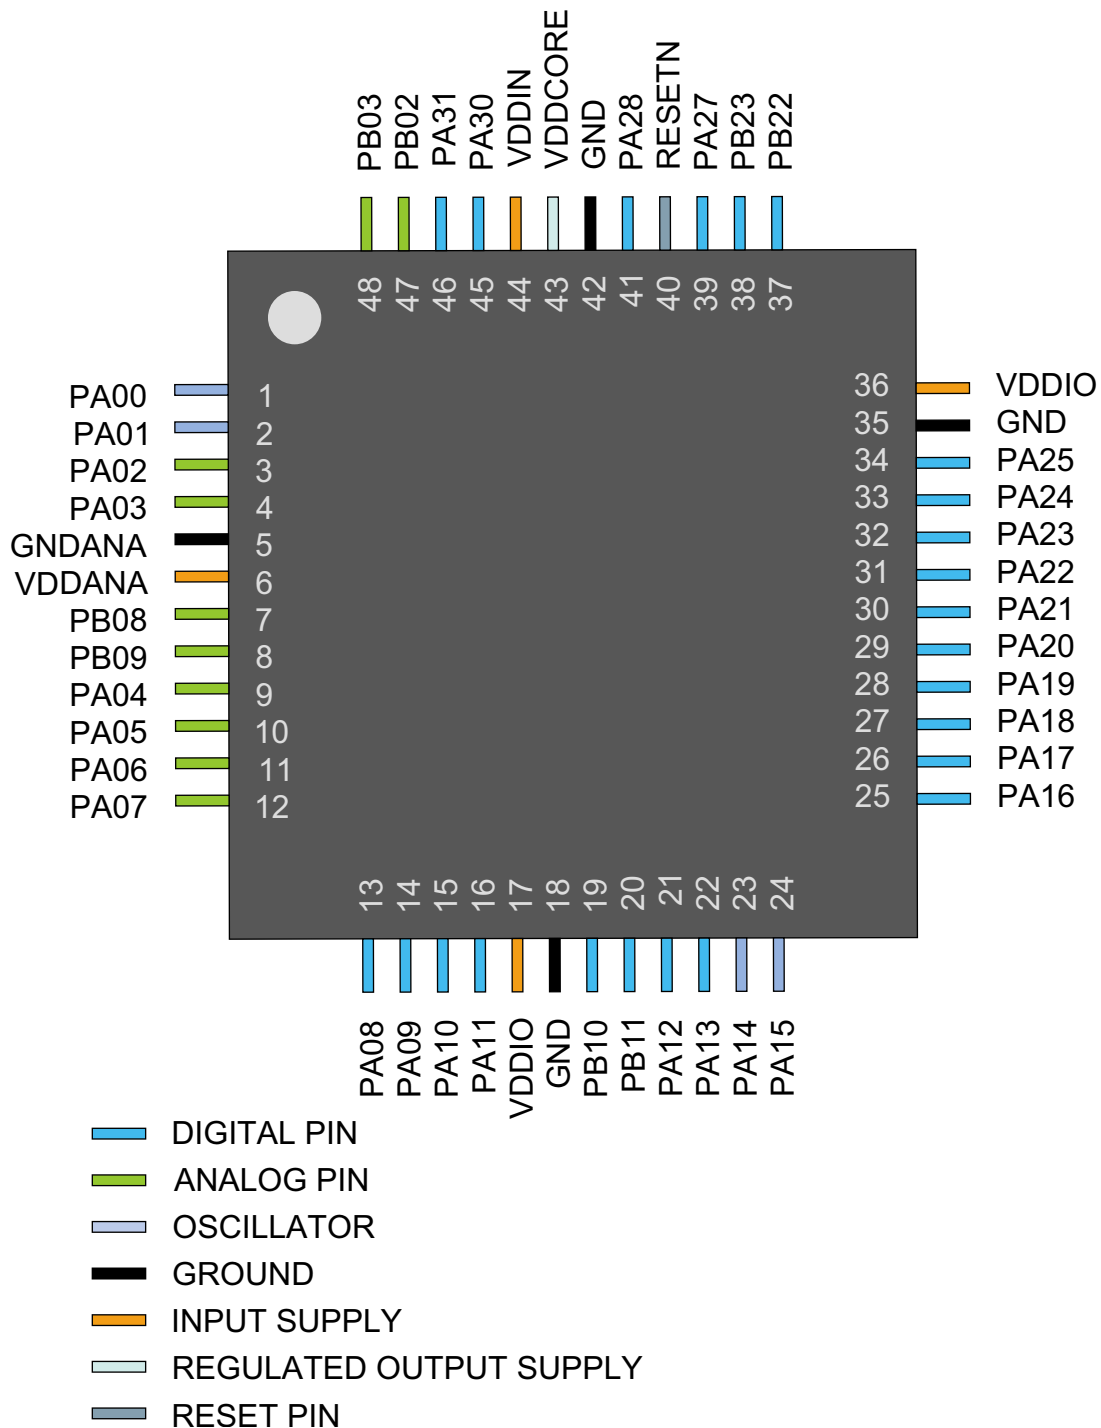 PB03
PB02
PA31
PA30
VDDIN
VDDCORE
GND
PA28
RESETN
PA27
PB23
PB22
48
47
46
45
44
43
42
41
40
39
38
37
PA00 1
PA01 2
PA02 3
PA03 4
GNDANA 5
VDDANA 6
PB08 7
PB09 8
PA04 9
PA05 10
PA06 11
PA07 12
36 VDDIO
35 GND
34 PA25
33 PA24
32 PA23
31 PA22
30 PA21
29 PA20
28 PA19
27 PA18
26 PA17
25 PA16
13
14
15
16
17
18
19
20
21
22
23
24
PA08
PA09
PA10
PA11
VDDIO
GND
PB10
PB11
PA12
PA13
PA14
PA15
DIGITAL PIN
ANALOG PIN
OSCILLATOR
GROUND
INPUT SUPPLY
REGULATED OUTPUT SUPPLY
RESET PIN